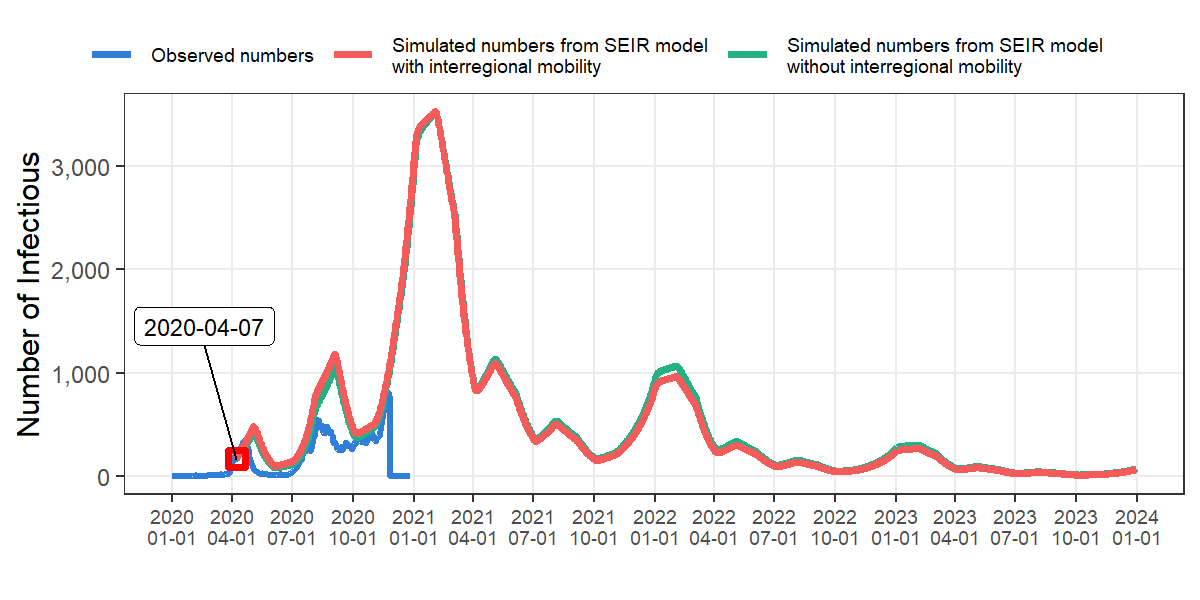 Observed numbers
Simulated numbers from SEIR model
with interregional mobility
Simulated numbers from SEIR model
without interregional mobility
Number of Infectious
3,000
2,000
1,000
0
2020-04-07
2020 2020 2020 2020 2021 2021 2021 2021 2022 2022 2022 2022 2023 2023 2023 2023 2024
01-01 04-01 07-01 10-01 01-01 04-01 07-01 10-01 01-01 04-01 07-01 10-01 01-01 04-01 07-01 10-01 01-01